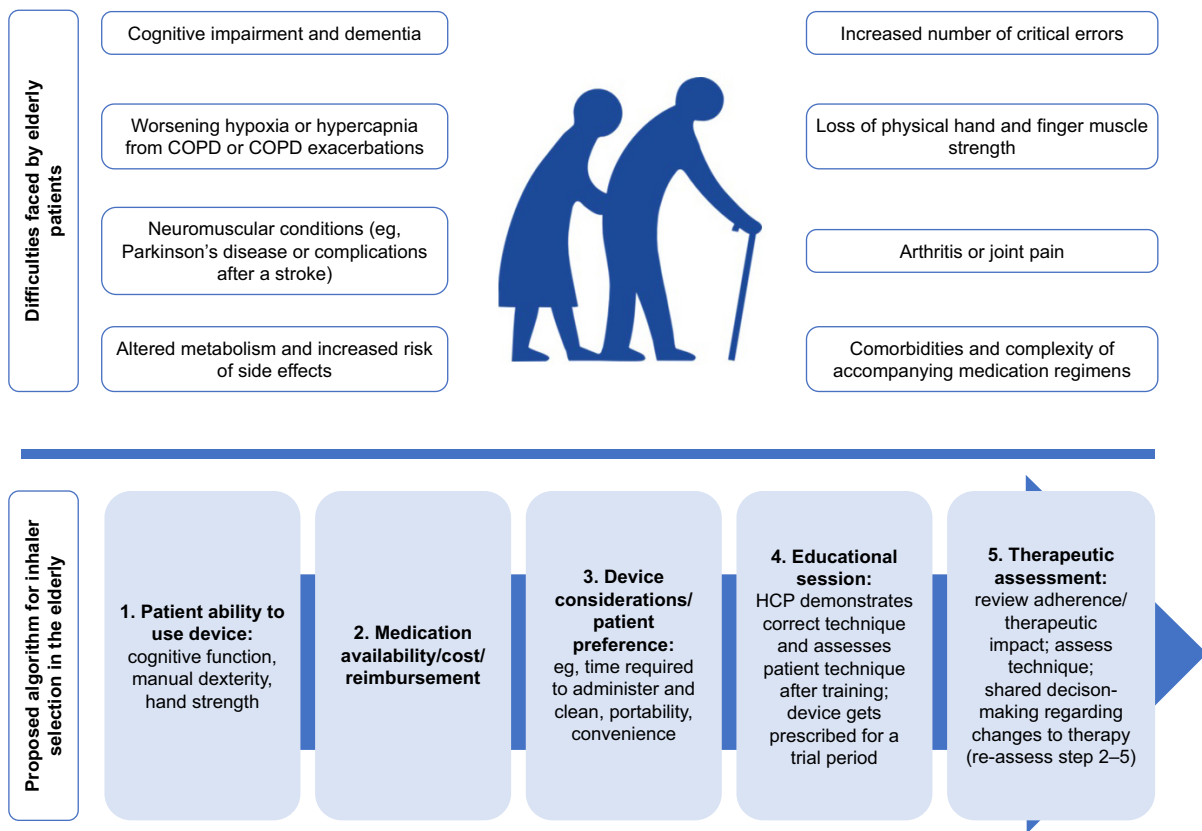 Difficulties faced by elderly
patients
Cognitive impairment and dementia
Worsening hypoxia or hypercapnia
from COPD or COPD exacerbations
Neuromuscular conditions (eg,
Parkinson’s disease or complications
after a stroke)
Altered metabolism and increased risk
of side effects
Increased number of critical errors
Loss of physical hand and finger muscle
strength
Arthritis or joint pain
Comorbidities and complexity of
accompanying medication regimens
Proposed algorithm for inhaler
selection in the elderly
1. Patient ability to
use device:
cognitive function,
manual dexterity,
hand strength
2. Medication
availability/cost/
reimbursement
3. Device
considerations/
patient
preference:
eg, time required
to administer and
clean, portability,
convenience
4. Educational
session:
HCP demonstrates
correct technique
and assesses
patient technique
after training;
device gets
prescribed for a
trial period
5. Therapeutic
assessment:
review adherence/
therapeutic
impact; assess
technique;
shared decison-
making regarding
changes to therapy
(re-assess step 2–5)